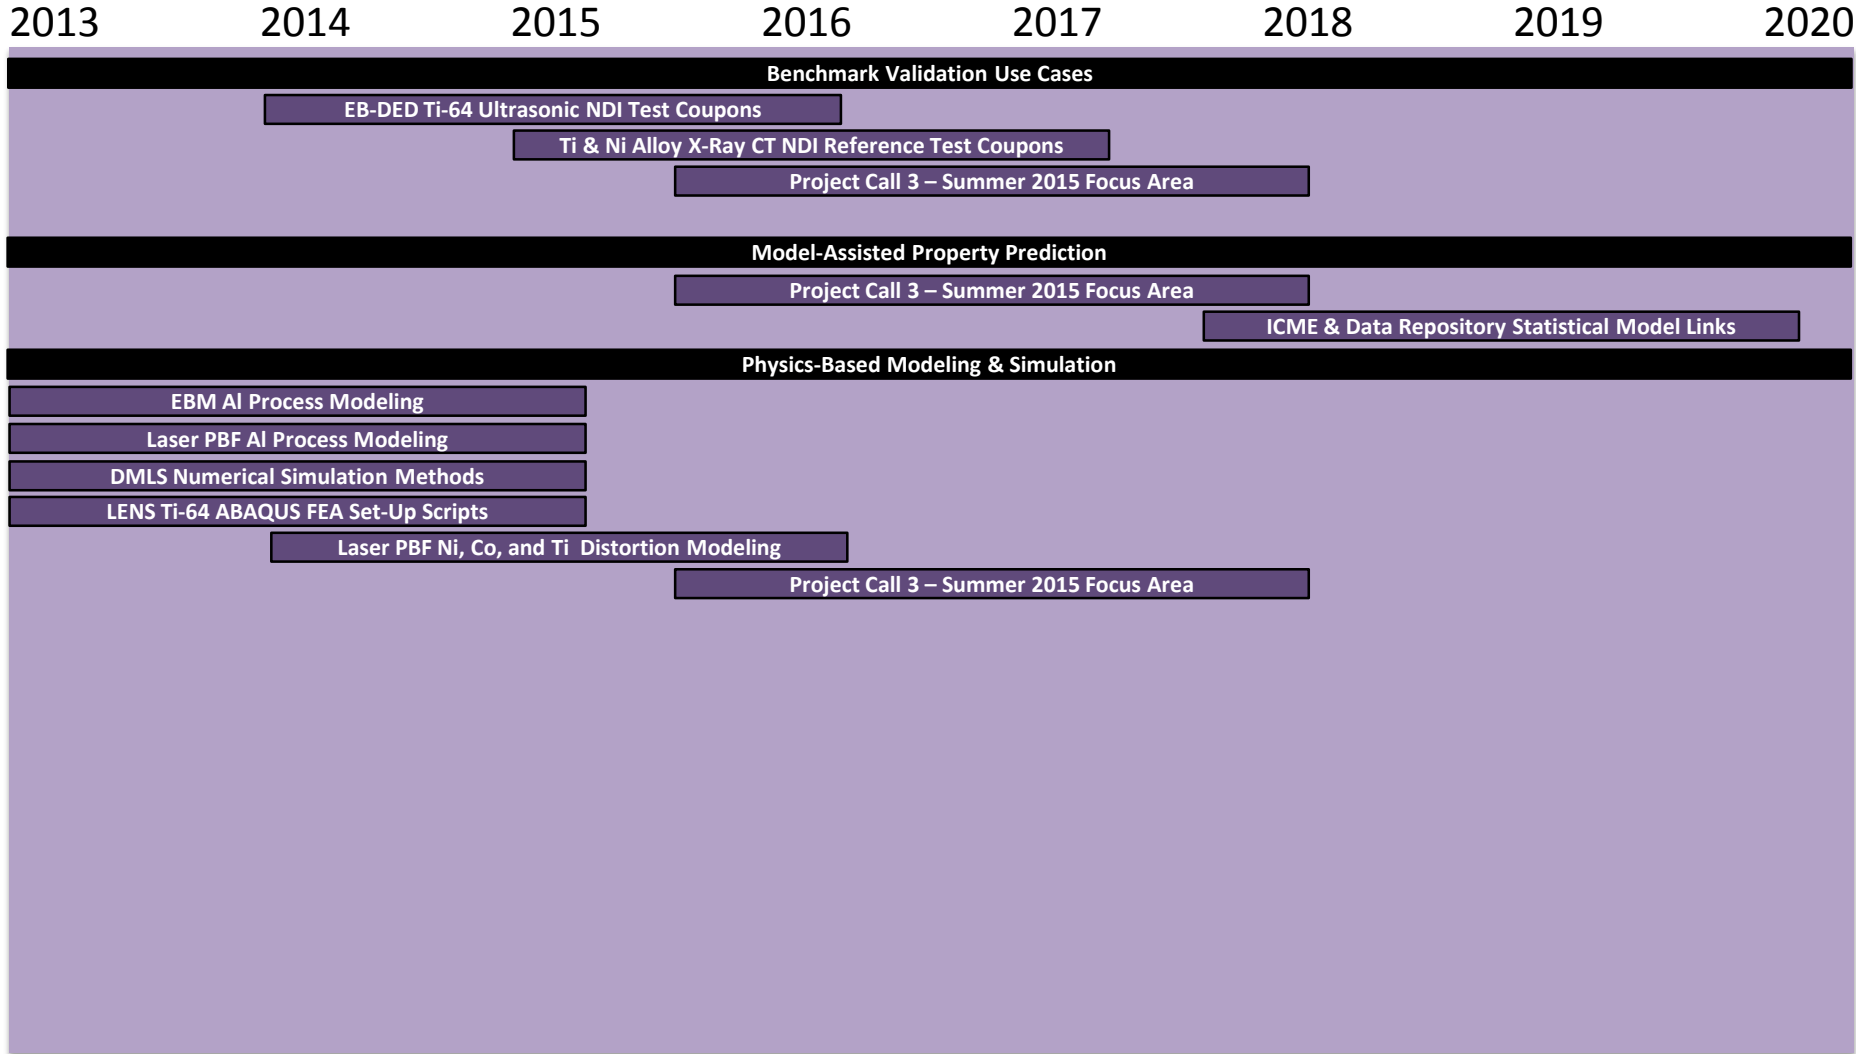 2013 2014 2015 2016 2017 2018 2019 2020
Benchmark Validation Use Cases
EB-DED Ti-64 Ultrasonic NDI Test Coupons
Ti & Ni Alloy X-Ray CT NDI Reference Test Coupons
Project Call 3 – Summer 2015 Focus Area
Model-Assisted Property Prediction
Project Call 3 – Summer 2015 Focus Area
ICME & Data Repository Statistical Model Links
Physics-Based Modeling & Simulation
EBM Al Process Modeling
Laser PBF Al Process Modeling
DMLS Numerical Simulation Methods
LENS Ti-64 ABAQUS FEA Set-Up Scripts
Laser PBF Ni, Co, and Ti Distortion Modeling
Project Call 3 – Summer 2015 Focus Area